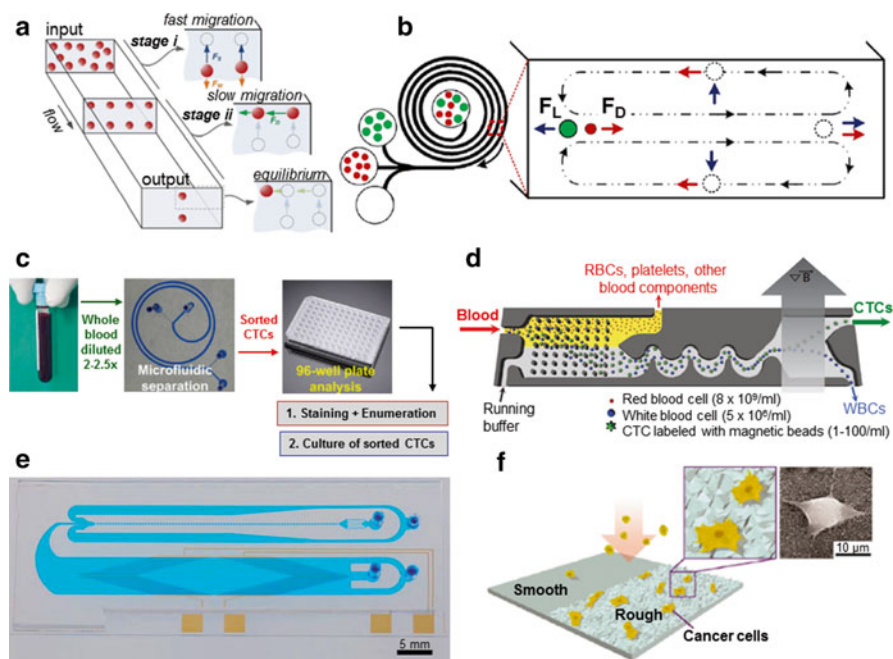 a
input
flow
output
stage i
fast migration
F_S
F_W
stage ii
slow migration
F_D
equilibrium
b
F_L
F_D
c
Whole
blood
diluted
2-2.5x
Microfluidic
separation
Sorted
CTCs
96-well plate
analysis
1. Staining + Enumeration
2. Culture of sorted CTCs
d
RBCs, platelets, other
blood components
Blood
▽B
CTCs
Running
buffer
WBCs
Red blood cell (8 x 10⁹/ml)
White blood cell (5 x 10⁶/ml)
CTC labeled with magnetic beads (1-100/ml)
e
5 mm
f
10 µm
Smooth
Rough
Cancer cells